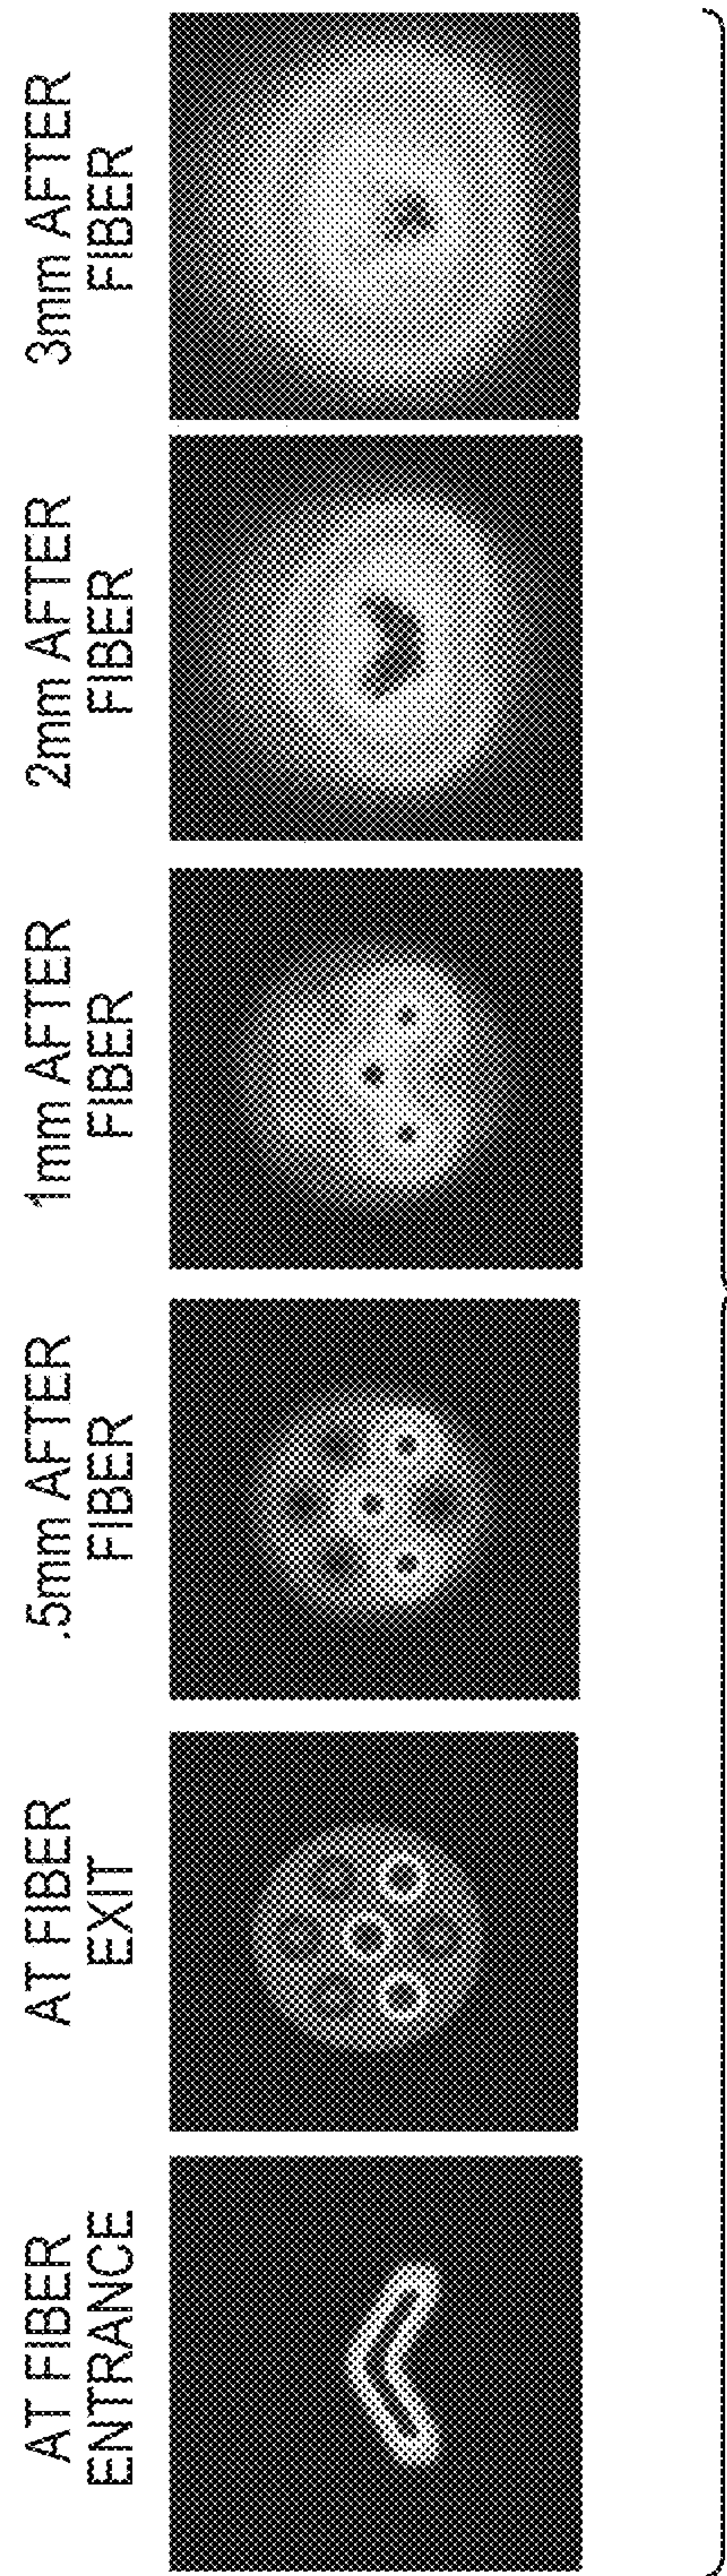 AT FIBER
ENTRANCE
AT FIBER
EXIT
.5mm AFTER
FIBER
1mm AFTER
FIBER
2mm AFTER
FIBER
3mm AFTER
FIBER